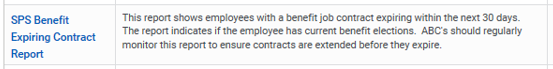 SPS Benefit
Expiring Contract
Report
This report shows employees with a benefit job contract expiring within the next 30 days.
The report indicates if the employee has current benefit elections.  ABC's should regularly
monitor this report to ensure contracts are extended before they expire.